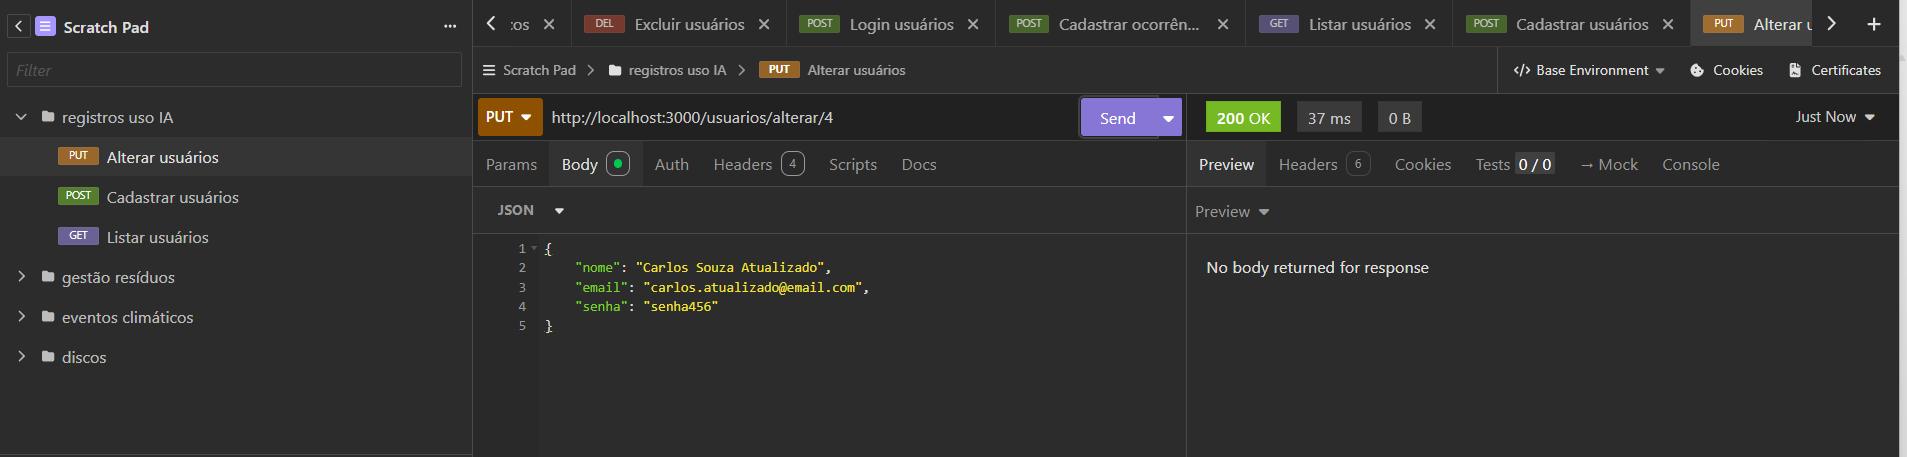 Scratch Pad
Filter
registros uso IA
PUT Alterar usuários
POST Cadastrar usuários
GET Listar usuários
gestão resíduos
eventos climáticos
discos
:os DEL Excluir usuários POST Login usuários POST Cadastrar ocorrên... GET Listar usuários POST Cadastrar usuários PUT Alterar u
Scratch Pad registros uso IA PUT Alterar usuários
Base Environment Cookies Certificates
PUT http://localhost:3000/usuarios/alterar/4 Send
200 OK 37 ms 0 B Just Now
Params Body Auth Headers 4 Scripts Docs
Preview Headers 6 Cookies Tests 0 / 0 → Mock Console
JSON
Preview
1 {
2 "nome": "Carlos Souza Atualizado",
3 "email": "carlos.atualizado@email.com",
4 "senha": "senha456"
5 }
No body returned for response